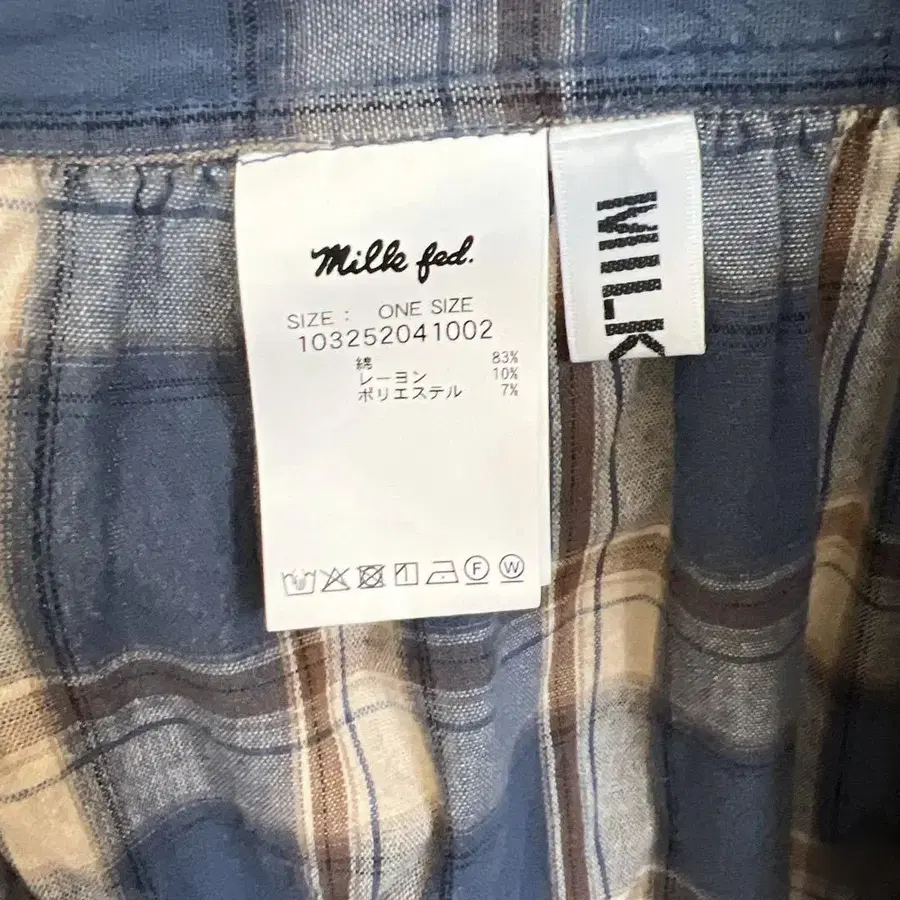 Milk fed.
SIZE : ONE SIZE
103252041002
綿 83%
レーヨン 10%
ポリエステル 7%
F W
MILK